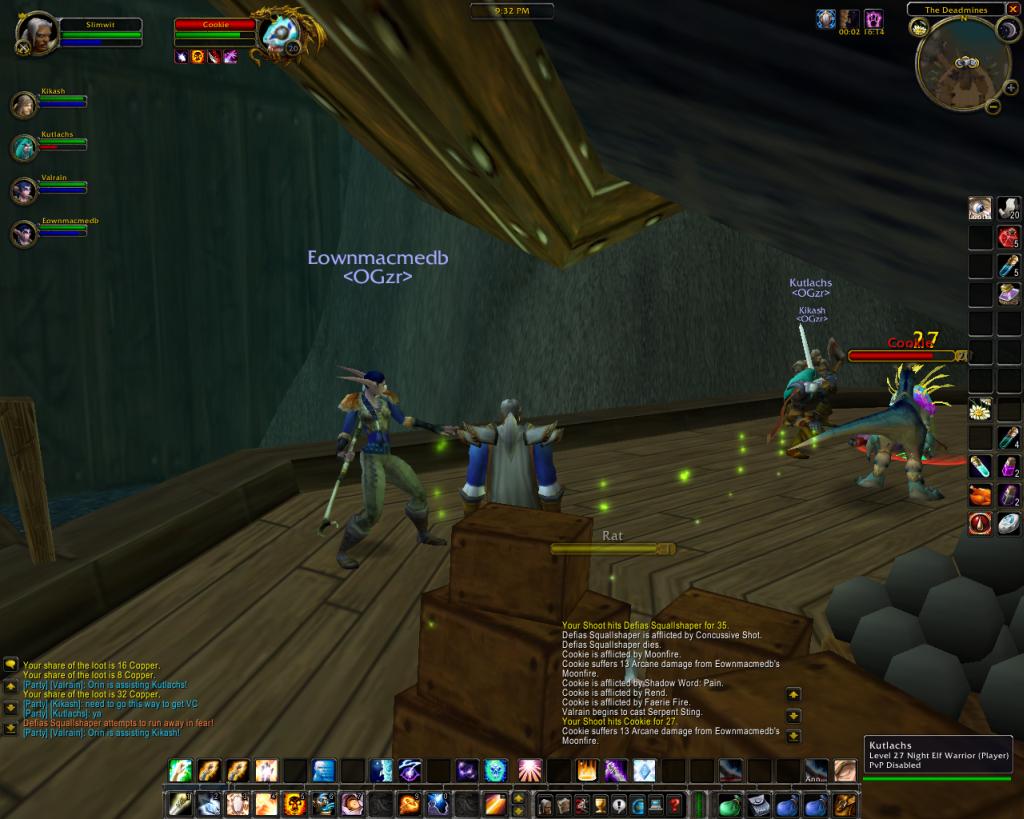 Slimwit
Cookie
20
9:32 PM
00:02 16:14
The Deadmines
N
Kikash
Kutlachs
Valrain
Eownmacmedb
Eownmacmedb
<OGzr>
Kutlachs
<OGzr>
Kikash
<OGzr>
27
Cookie
Rat
20
5
5
4
2
2
Your Shoot hits Defias Squallshaper for 35.
Defias Squallshaper is afflicted by Concussive Shot.
Defias Squallshaper dies.
Cookie is afflicted by Moonfire.
Cookie suffers 13 Arcane damage from Eownmacmedb's
Moonfire.
Cookie is afflicted by Shadow Word: Pain.
Cookie is afflicted by Rend.
Cookie is afflicted by Faerie Fire.
Valrain begins to cast Serpent Sting.
Your Shoot hits Cookie for 27.
Cookie suffers 13 Arcane damage from Eownmacmedb's
Moonfire.
Your share of the loot is 16 Copper.
Your share of the loot is 8 Copper.
[Party] [Valrain]: Orin is assisting Kutlachs!
Your share of the loot is 32 Copper.
[Party] [Kikash]: need to go this way to get VC
[Party] [Kutlachs]: ya
Defias Squallshaper attempts to run away in fear!
[Party] [Valrain]: Orin is assisting Kikash!
Kutlachs
Level 27 Night Elf Warrior (Player)
PvP Disabled